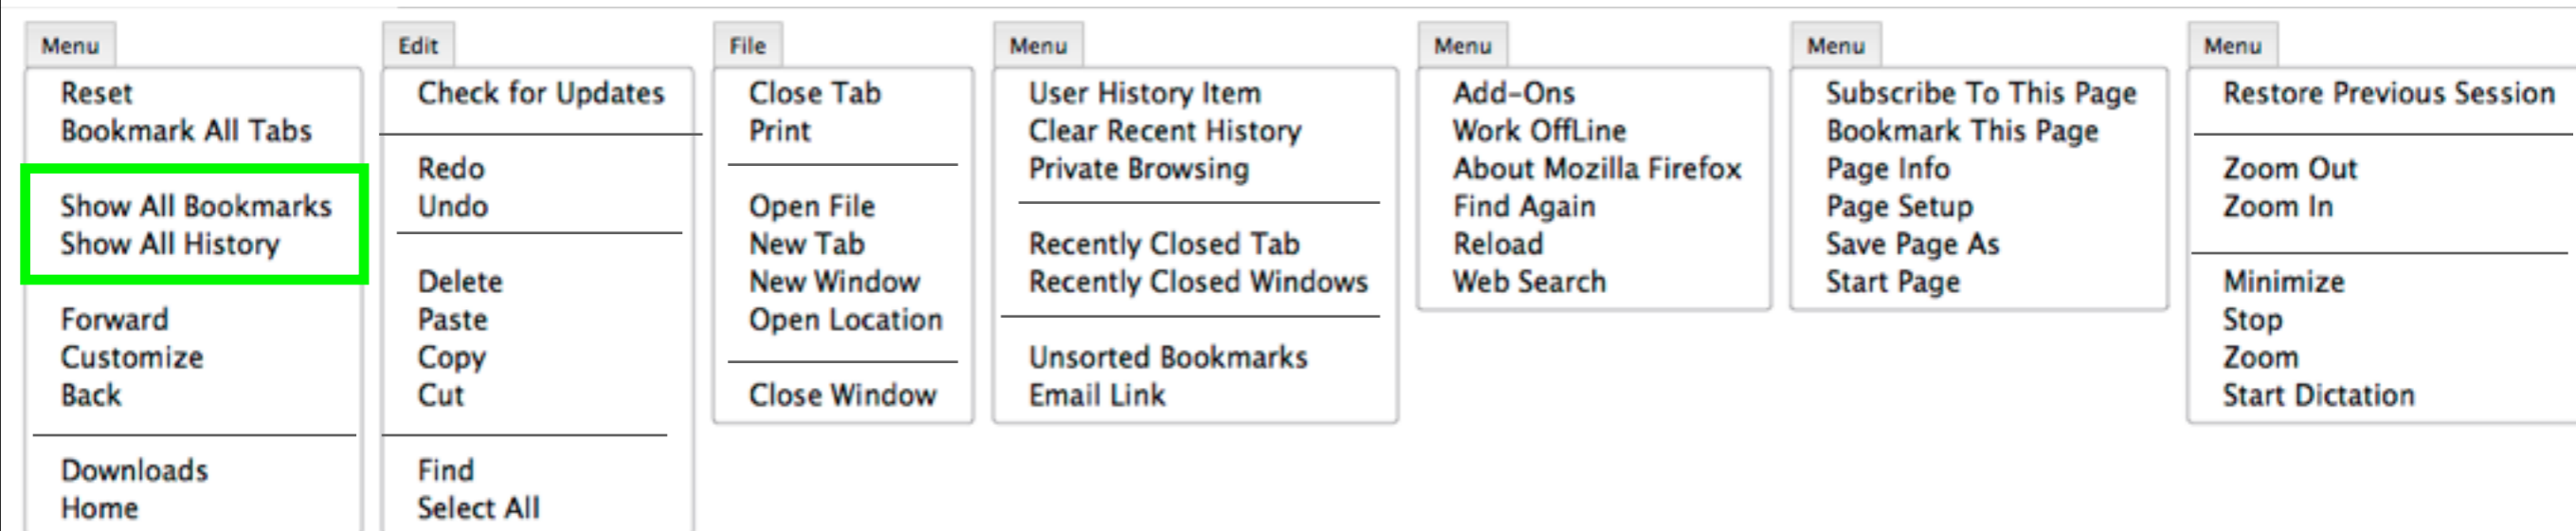 Menu
Reset
Bookmark All Tabs
Show All Bookmarks
Show All History
Forward
Customize
Back
Downloads
Home
Edit
Check for Updates
Redo
Undo
Delete
Paste
Copy
Cut
Find
Select All
File
Close Tab
Print
Open File
New Tab
New Window
Open Location
Close Window
Menu
User History Item
Clear Recent History
Private Browsing
Recently Closed Tab
Recently Closed Windows
Unsorted Bookmarks
Email Link
Menu
Add-Ons
Work OffLine
About Mozilla Firefox
Find Again
Reload
Web Search
Menu
Subscribe To This Page
Bookmark This Page
Page Info
Page Setup
Save Page As
Start Page
Menu
Restore Previous Session
Zoom Out
Zoom In
Minimize
Stop
Zoom
Start Dictation